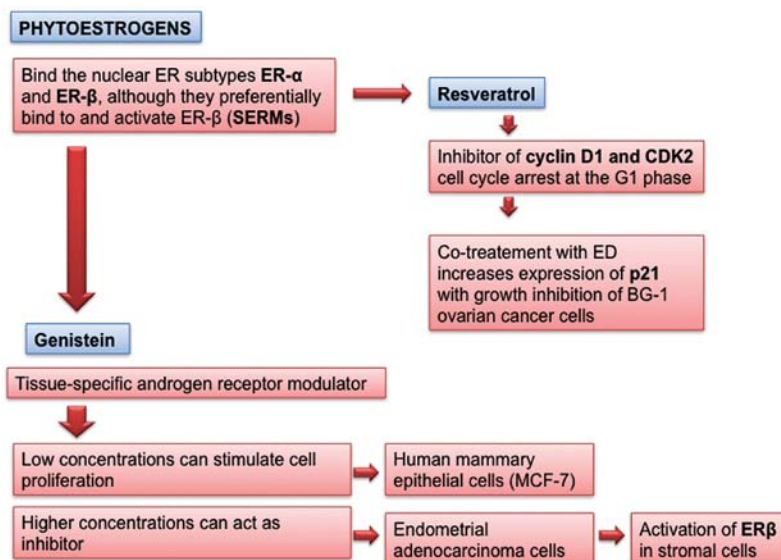 PHYTOESTROGENS
Bind the nuclear ER subtypes ER-α
and ER-β, although they preferentially
bind to and activate ER-β (SERMs)
Resveratrol
Inhibitor of cyclin D1 and CDK2
cell cycle arrest at the G1 phase
Co-treatement with ED
increases expression of p21
with growth inhibition of BG-1
ovarian cancer cells
Genistein
Tissue-specific androgen receptor modulator
Low concentrations can stimulate cell
proliferation
Human mammary
epithelial cells (MCF-7)
Higher concentrations can act as
inhibitor
Endometrial
adenocarcinoma cells
Activation of ERβ
in stromal cells